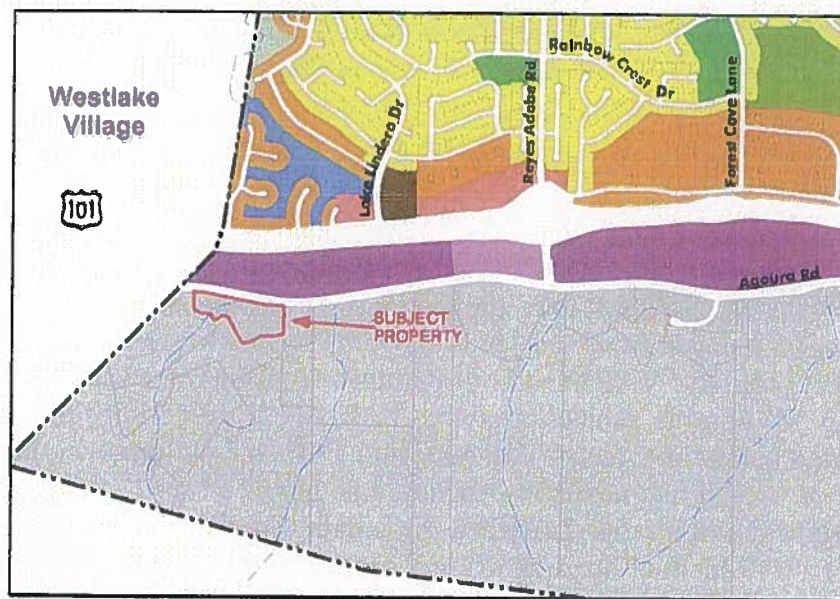 Westlake
Village
101
Rainbow Crest Dr
Reyes Adobe Rd
Lake Lindero Dr
Forest Cove Lane
Agoura Rd
SUBJECT
PROPERTY